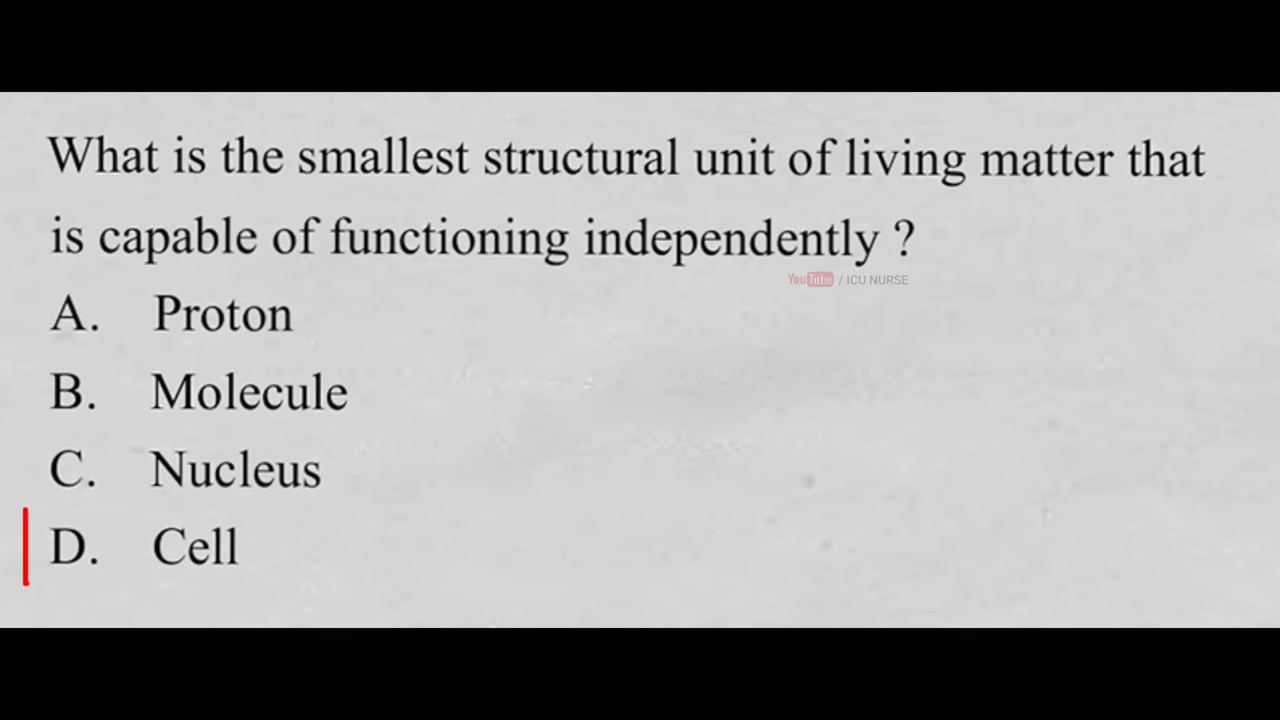 What is the smallest structural unit of living matter that
is capable of functioning independently ?
YouTube / ICU NURSE
A. Proton
B. Molecule
C. Nucleus
D. Cell